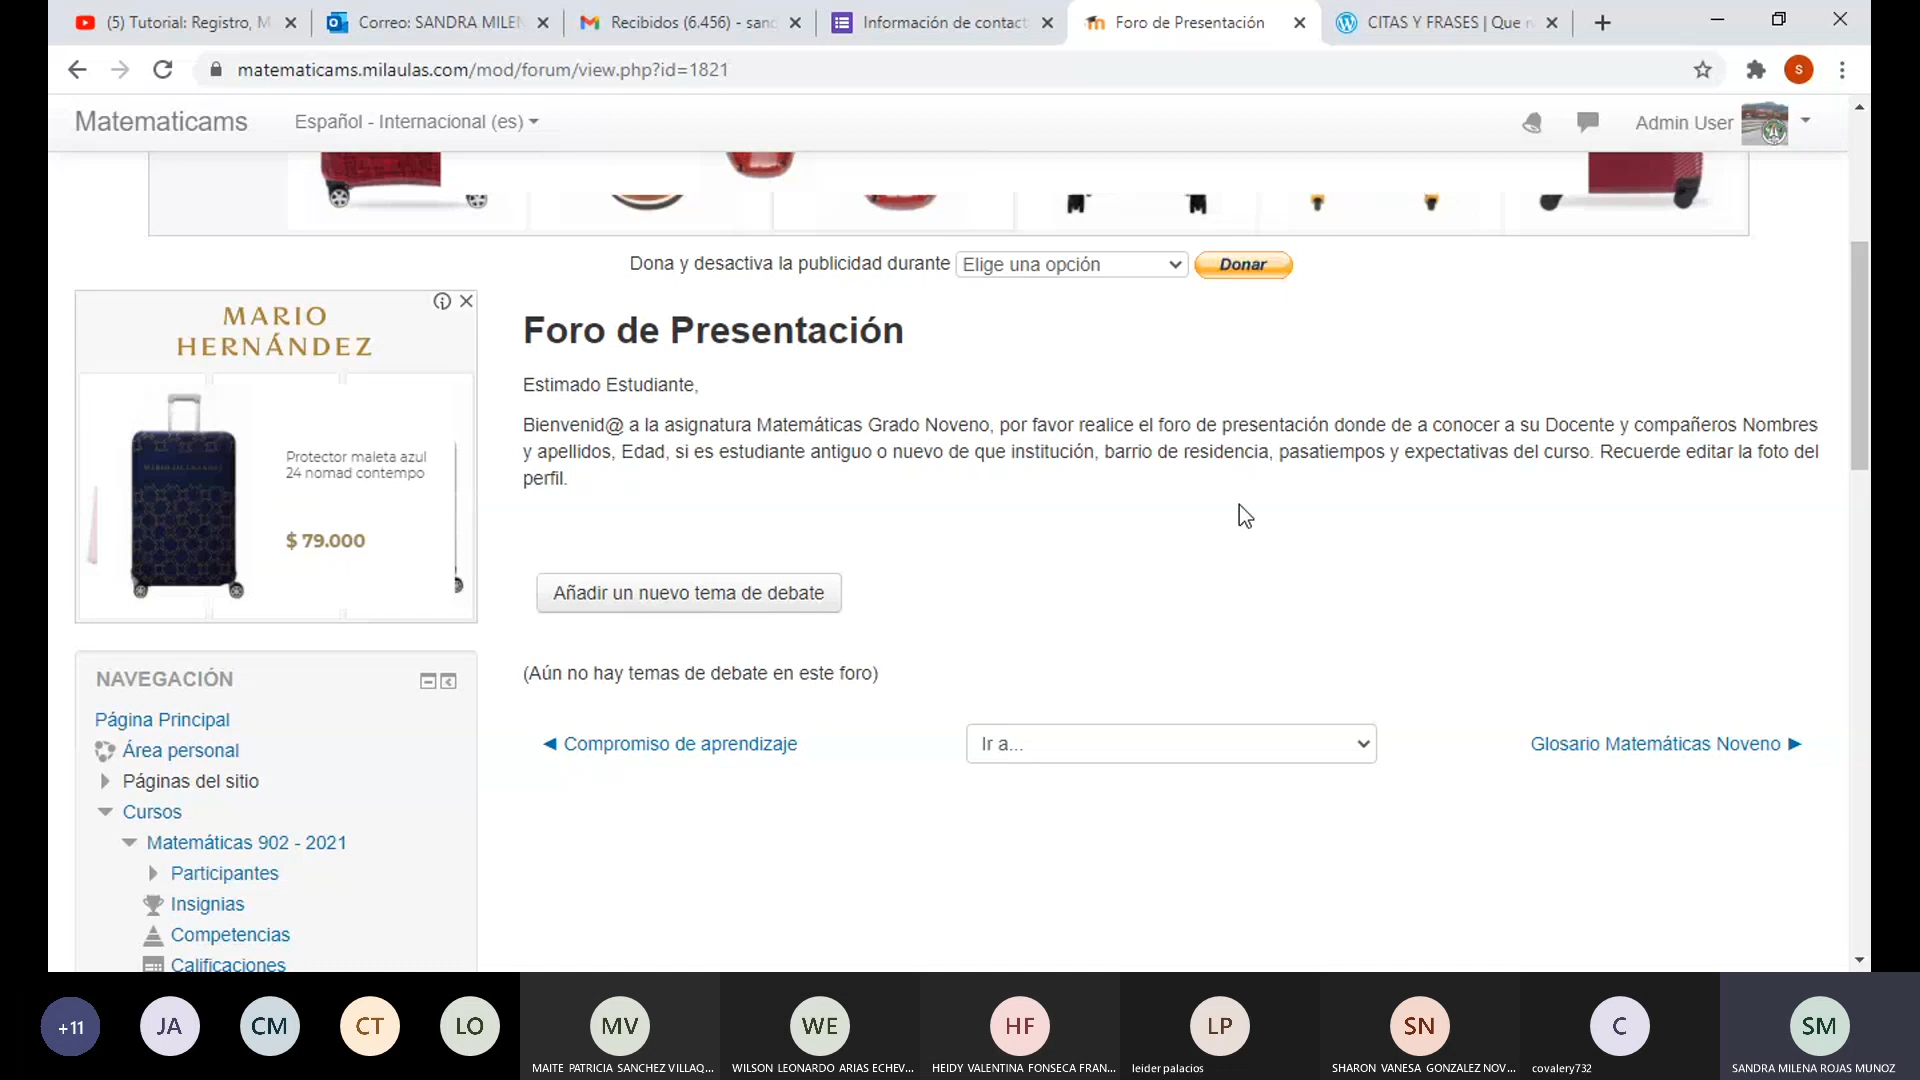 (5) Tutorial: Registro, M
Correo: SANDRA MILEN
Recibidos (6.456) - sand
Información de contact
Foro de Presentación
CITAS Y FRASES | Que n
matematicams.milaulas.com/mod/forum/view.php?id=1821
S
Matematicams
Español - Internacional (es)
Admin User
Dona y desactiva la publicidad durante
Elige una opción
Donar
MARIO
HERNÁNDEZ
Protector maleta azul
24 nomad contempo
$ 79.000
Foro de Presentación
Estimado Estudiante,
Bienvenid@ a la asignatura Matemáticas Grado Noveno, por favor realice el foro de presentación donde de a conocer a su Docente y compañeros Nombres
y apellidos, Edad, si es estudiante antiguo o nuevo de que institución, barrio de residencia, pasatiempos y expectativas del curso. Recuerde editar la foto del
perfil.
Añadir un nuevo tema de debate
(Aún no hay temas de debate en este foro)
◄ Compromiso de aprendizaje
Ir a...
Glosario Matemáticas Noveno ►
NAVEGACIÓN
Página Principal
Área personal
Páginas del sitio
Cursos
Matemáticas 902 - 2021
Participantes
Insignias
Competencias
Calificaciones
+11
JA
CM
CT
LO
MV
WE
HF
LP
SN
C
SM
MAITE PATRICIA SANCHEZ VILLAQ...
WILSON LEONARDO ARIAS ECHEV...
HEIDY VALENTINA FONSECA FRAN...
leider palacios
SHARON VANESA GONZALEZ NOV...
covalery732
SANDRA MILENA ROJAS MUNOZ